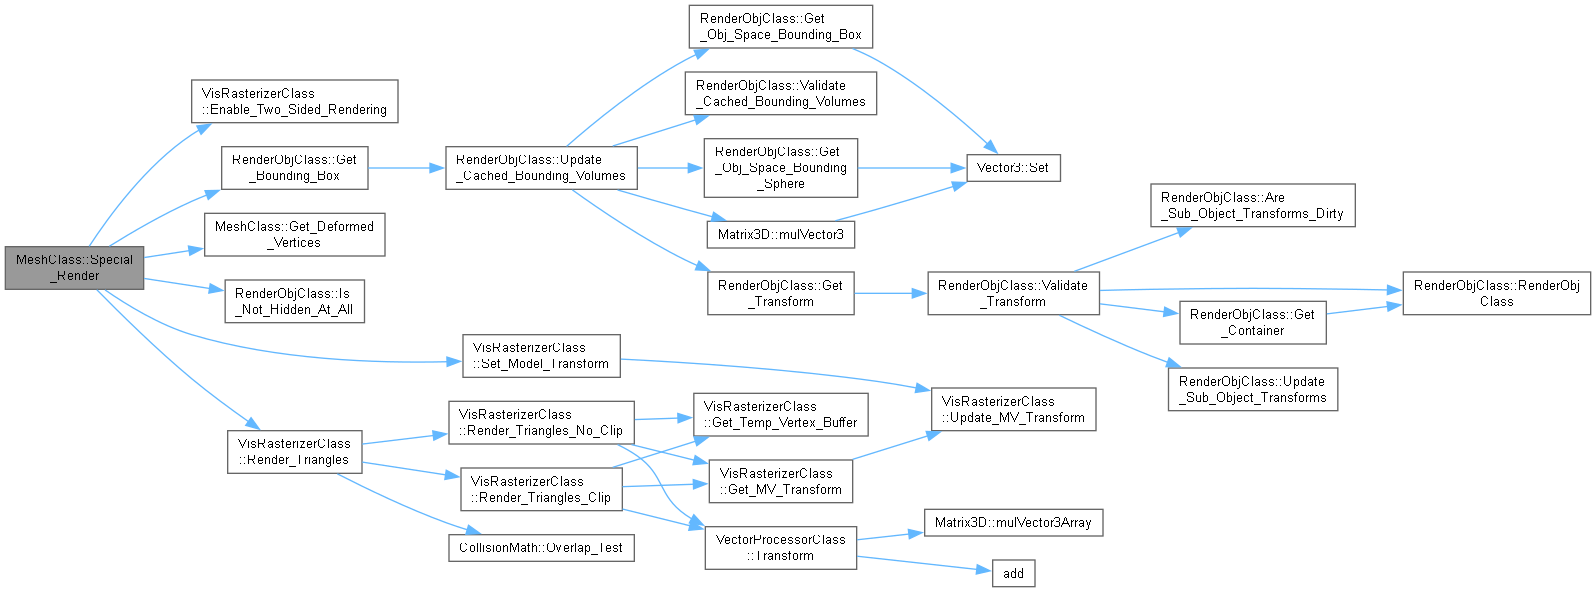 MeshClass::Special
_Render
VisRasterizerClass
::Enable_Two_Sided_Rendering
RenderObjClass::Get
_Bounding_Box
MeshClass::Get_Deformed
_Vertices
RenderObjClass::Is
_Not_Hidden_At_All
VisRasterizerClass
::Set_Model_Transform
VisRasterizerClass
::Render_Triangles
RenderObjClass::Update
_Cached_Bounding_Volumes
RenderObjClass::Get
_Obj_Space_Bounding_Box
RenderObjClass::Validate
_Cached_Bounding_Volumes
RenderObjClass::Get
_Obj_Space_Bounding
_Sphere
Matrix3D::mulVector3
RenderObjClass::Get
_Transform
Vector3::Set
RenderObjClass::Validate
_Transform
RenderObjClass::Are
_Sub_Object_Transforms_Dirty
RenderObjClass::RenderObj
Class
RenderObjClass::Get
_Container
RenderObjClass::Update
_Sub_Object_Transforms
VisRasterizerClass
::Update_MV_Transform
VisRasterizerClass
::Render_Triangles_No_Clip
VisRasterizerClass
::Render_Triangles_Clip
CollisionMath::Overlap_Test
VisRasterizerClass
::Get_Temp_Vertex_Buffer
VisRasterizerClass
::Get_MV_Transform
VectorProcessorClass
::Transform
Matrix3D::mulVector3Array
add